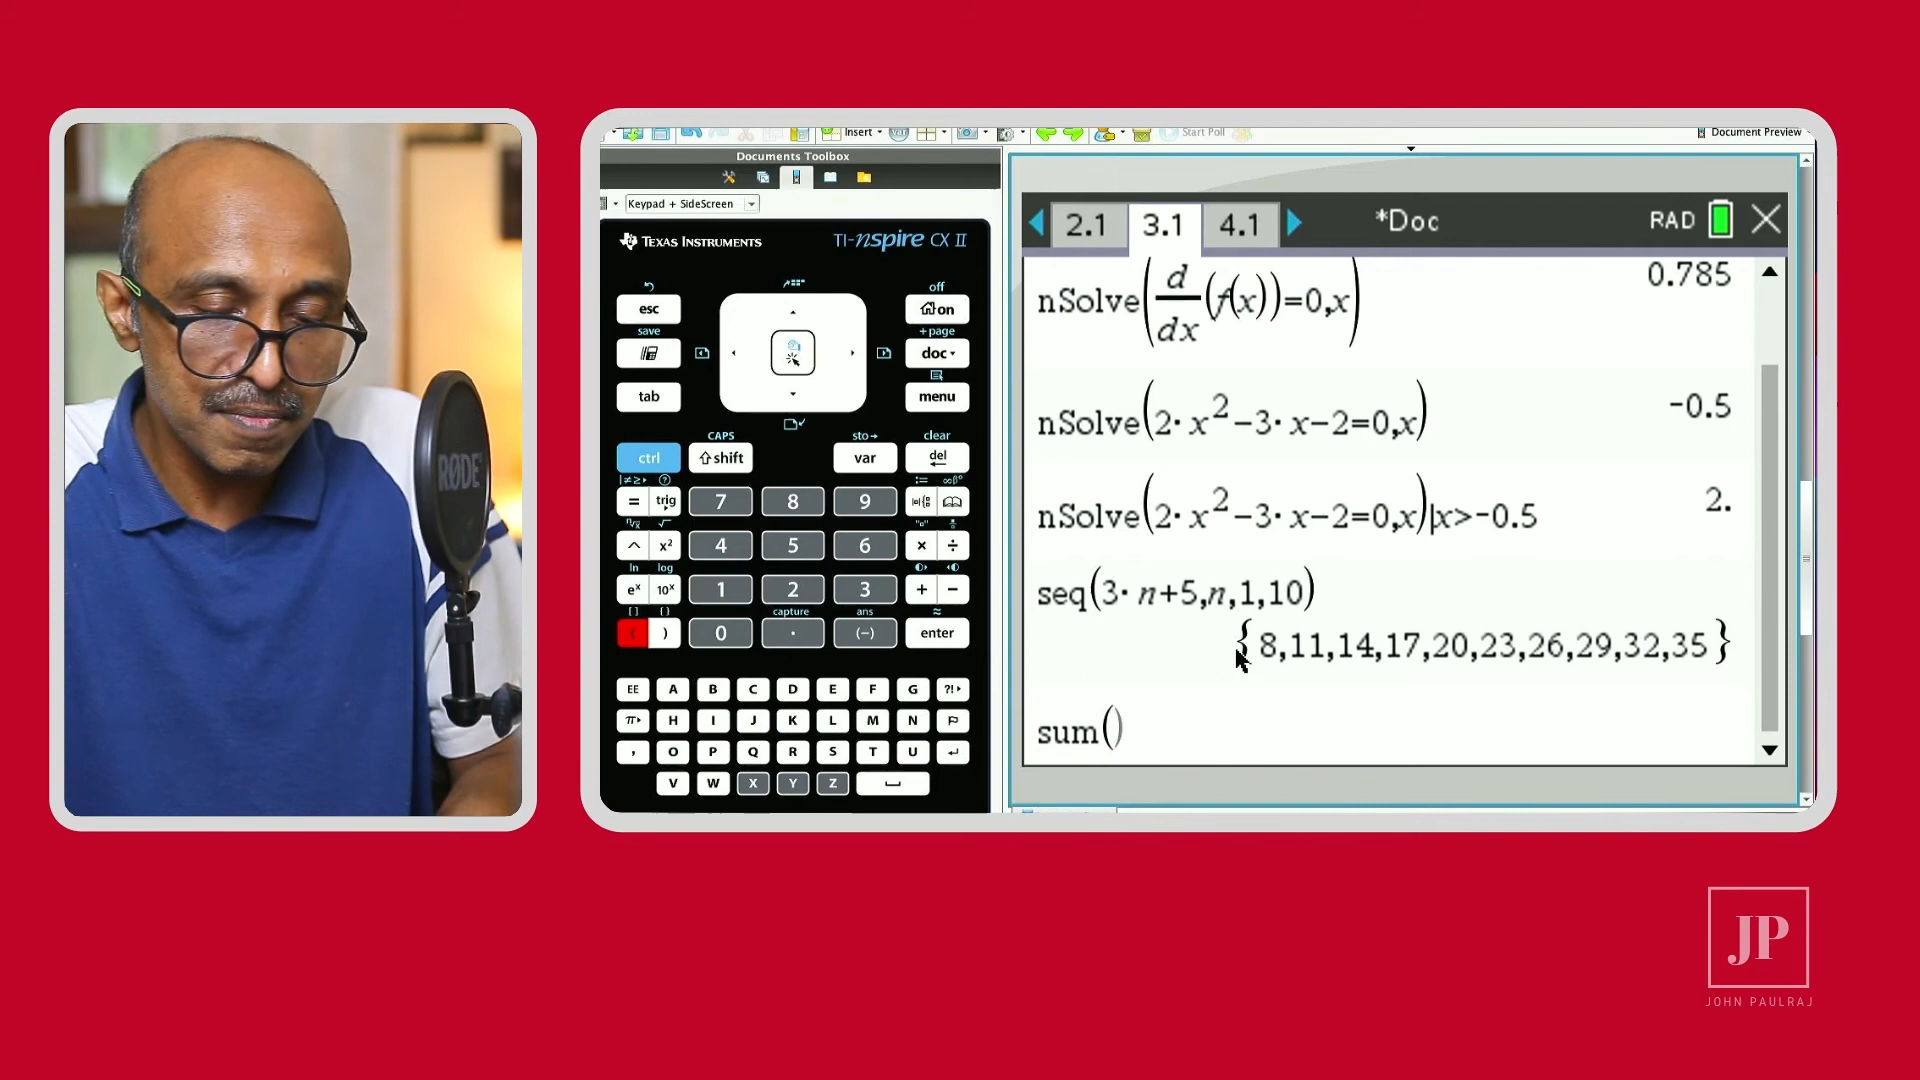 Insert
Start Poll
Document Preview
Documents Toolbox
Keypad + SideScreen
TEXAS INSTRUMENTS TI-nspire CX II
2.1 3.1 4.1 *Doc RAD
nSolve(d/dx(f(x))=0,x) 0.785
nSolve(2·x²−3·x−2=0,x) -0.5
nSolve(2·x²−3·x−2=0,x)|x>-0.5 2.
seq(3·n+5,n,1,10)
{8,11,14,17,20,23,26,29,32,35}
sum()
off
esc on
save +page
doc
tab menu
CAPS sto→ clear
ctrl shift var del
= trig 7 8 9
^ x² 4 5 6 × ÷
ln log
eˣ 10ˣ 1 2 3 + −
[] {} capture ans ≈
( ) 0 . (−) enter
EE A B C D E F G ?!
π H I J K L M N
, O P Q R S T U
V W X Y Z
RØDE
JP
JOHN PAULRAJ